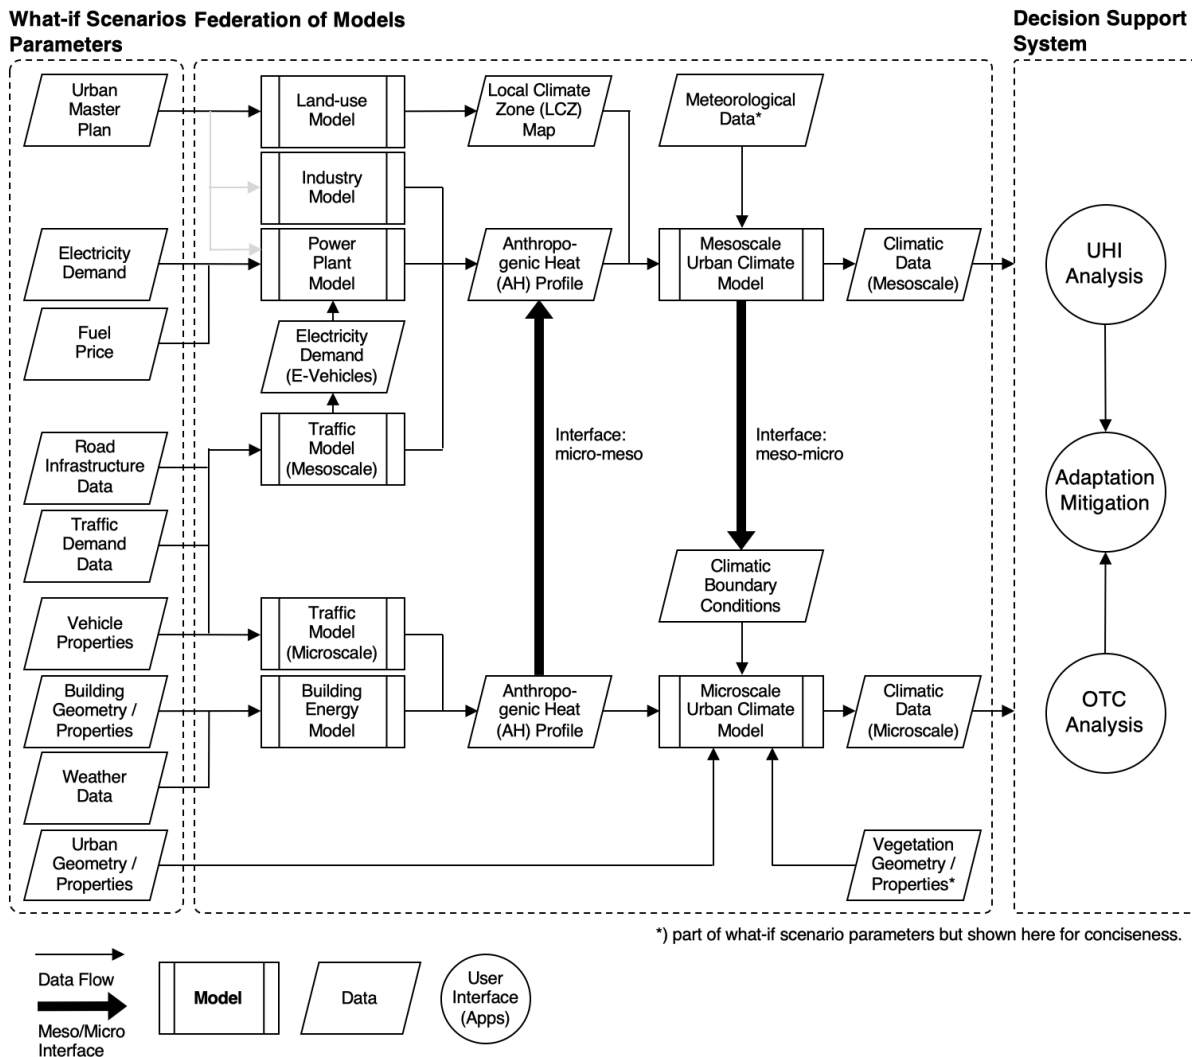 What-if Scenarios
Parameters
Federation of Models
Decision Support
System
Urban
Master
Plan
Land-use
Model
Local Climate
Zone (LCZ)
Map
Meteorological
Data*
Industry
Model
Electricity
Demand
Power
Plant
Model
Anthropo-
genic Heat
(AH) Profile
Mesoscale
Urban Climate
Model
Climatic
Data
(Mesoscale)
UHI
Analysis
Fuel
Price
Electricity
Demand
(E-Vehicles)
Road
Infrastructure
Data
Traffic
Model
(Mesoscale)
Interface:
micro-meso
Interface:
meso-micro
Adaptation
Mitigation
Traffic
Demand
Data
Climatic
Boundary
Conditions
Vehicle
Properties
Traffic
Model
(Microscale)
Building
Geometry /
Properties
Building
Energy
Model
Anthropo-
genic Heat
(AH) Profile
Microscale
Urban Climate
Model
Climatic
Data
(Microscale)
OTC
Analysis
Weather
Data
Urban
Geometry /
Properties
Vegetation
Geometry /
Properties*
*) part of what-if scenario parameters but shown here for conciseness.
Data Flow
Meso/Micro
Interface
Model
Data
User
Interface
(Apps)